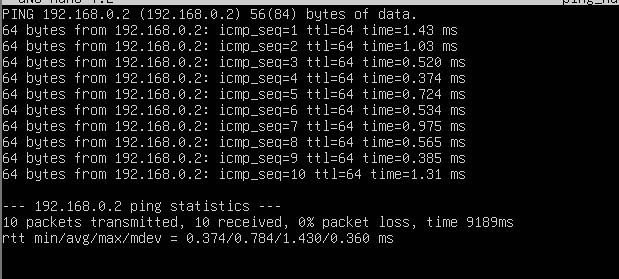 PING 192.168.0.2 (192.168.0.2) 56(84) bytes of data.
64 bytes from 192.168.0.2: icmp_seq=1 ttl=64 time=1.43 ms
64 bytes from 192.168.0.2: icmp_seq=2 ttl=64 time=1.03 ms
64 bytes from 192.168.0.2: icmp_seq=3 ttl=64 time=0.520 ms
64 bytes from 192.168.0.2: icmp_seq=4 ttl=64 time=0.374 ms
64 bytes from 192.168.0.2: icmp_seq=5 ttl=64 time=0.724 ms
64 bytes from 192.168.0.2: icmp_seq=6 ttl=64 time=0.534 ms
64 bytes from 192.168.0.2: icmp_seq=7 ttl=64 time=0.975 ms
64 bytes from 192.168.0.2: icmp_seq=8 ttl=64 time=0.565 ms
64 bytes from 192.168.0.2: icmp_seq=9 ttl=64 time=0.385 ms
64 bytes from 192.168.0.2: icmp_seq=10 ttl=64 time=1.31 ms
--- 192.168.0.2 ping statistics ---
10 packets transmitted, 10 received, 0% packet loss, time 9189ms
rtt min/avg/max/mdev = 0.374/0.784/1.430/0.360 ms